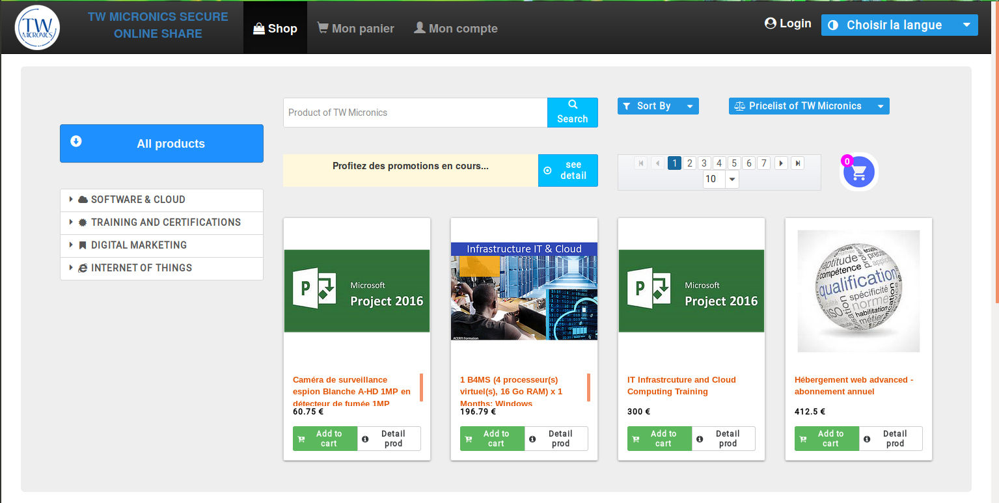 TW
MICRONICS
TW MICRONICS SECURE
ONLINE SHARE
Shop
Mon panier
Mon compte
Login
Choisir la langue
Product of TW Micronics
Search
Sort By
Pricelist of TW Micronics
All products
Profitez des promotions en cours...
see
detail
1 2 3 4 5 6 7
10
0
SOFTWARE & CLOUD
TRAINING AND CERTIFICATIONS
DIGITAL MARKETING
INTERNET OF THINGS
P
Microsoft
Project 2016
Infrastructure IT & Cloud
ACERFI Formation
P
Microsoft
Project 2016
aptitude
compétence
qualification
spécificité
norme
ISO
habilitation
métier
Caméra de surveillance
espion Blanche A-HD 1MP en
détecteur de fumée 1MP
60.75 €
Add to
cart
Detail
prod
1 B4MS (4 processeur(s)
virtuel(s), 16 Go RAM) x 1
Months; Windows
196.79 €
Add to
cart
Detail
prod
IT Infrastrcuture and Cloud
Computing Training
300 €
Add to
cart
Detail
prod
Hébergement web advanced -
abonnement annuel
412.5 €
Add to
cart
Detail
prod